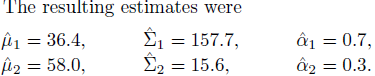 The resulting estimates were
μ̂₁ = 36.4, Σ̂₁ = 157.7, α̂₁ = 0.7,
μ̂₂ = 58.0, Σ̂₂ = 15.6, α̂₂ = 0.3.